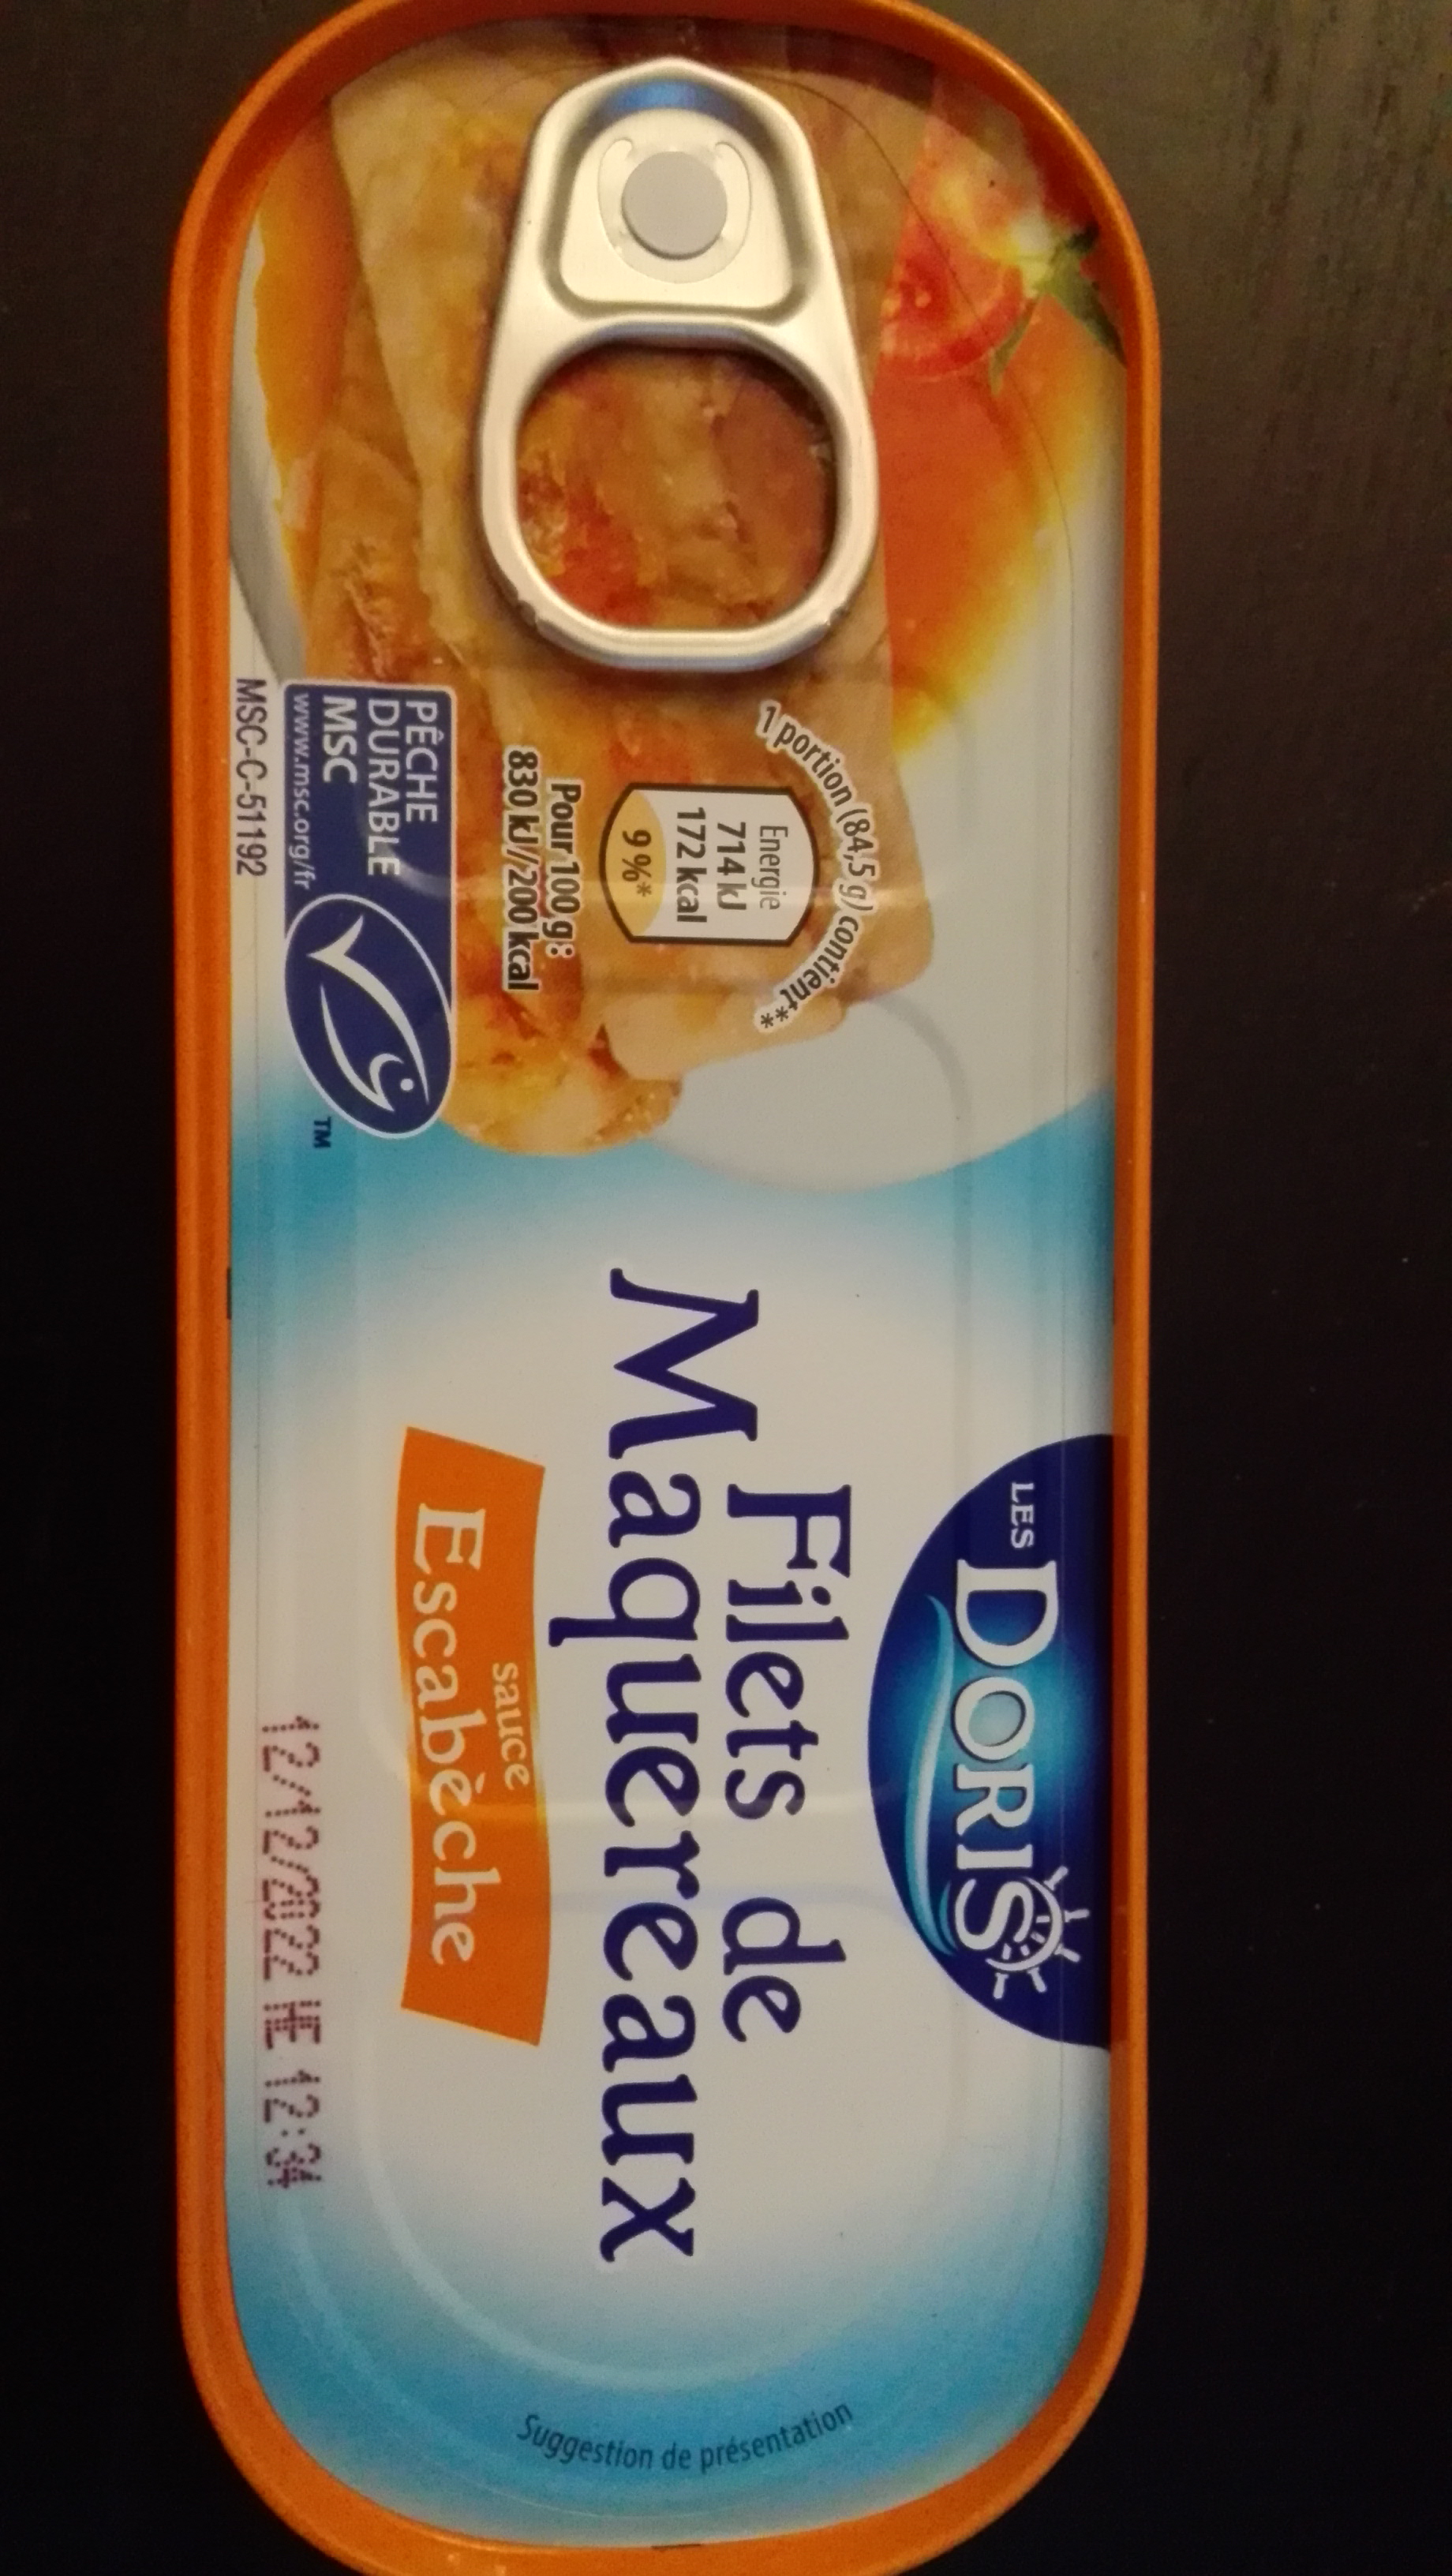 LES
DORIS
Filets de
Maquereaux
sauce
Escabèche
1 portion (84,5 g) contient**
Energie
714 kJ
172 kcal
9 %*
Pour 100 g :
830 kJ//200 kcal
PÊCHE
DURABLE
MSC
www.msc.org/fr
TM
MSC-C-51192
12/12/2022 HE 12:34
Suggestion de présentation